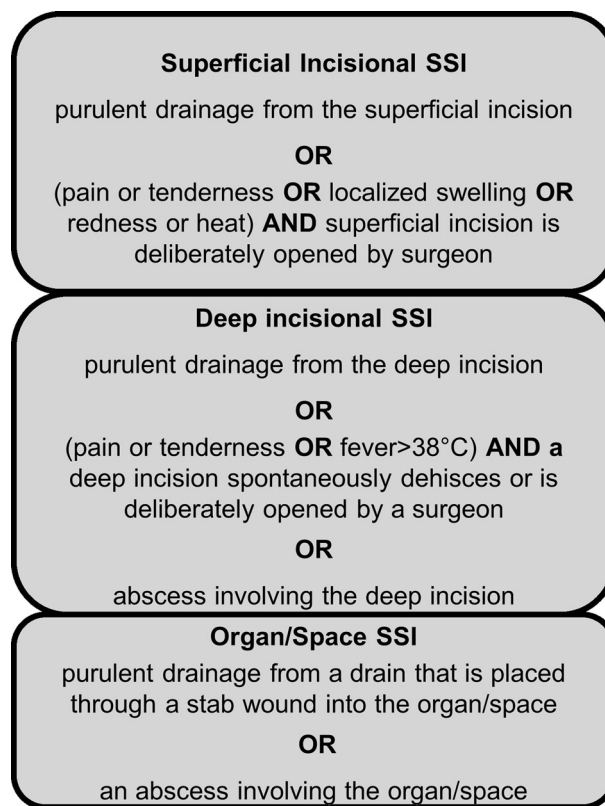 Superficial Incisional SSI
purulent drainage from the superficial incision
OR
(pain or tenderness OR localized swelling OR
redness or heat) AND superficial incision is
deliberately opened by surgeon
Deep incisional SSI
purulent drainage from the deep incision
OR
(pain or tenderness OR fever>38°C) AND a
deep incision spontaneously dehisces or is
deliberately opened by a surgeon
OR
abscess involving the deep incision
Organ/Space SSI
purulent drainage from a drain that is placed
through a stab wound into the organ/space
OR
an abscess involving the organ/space